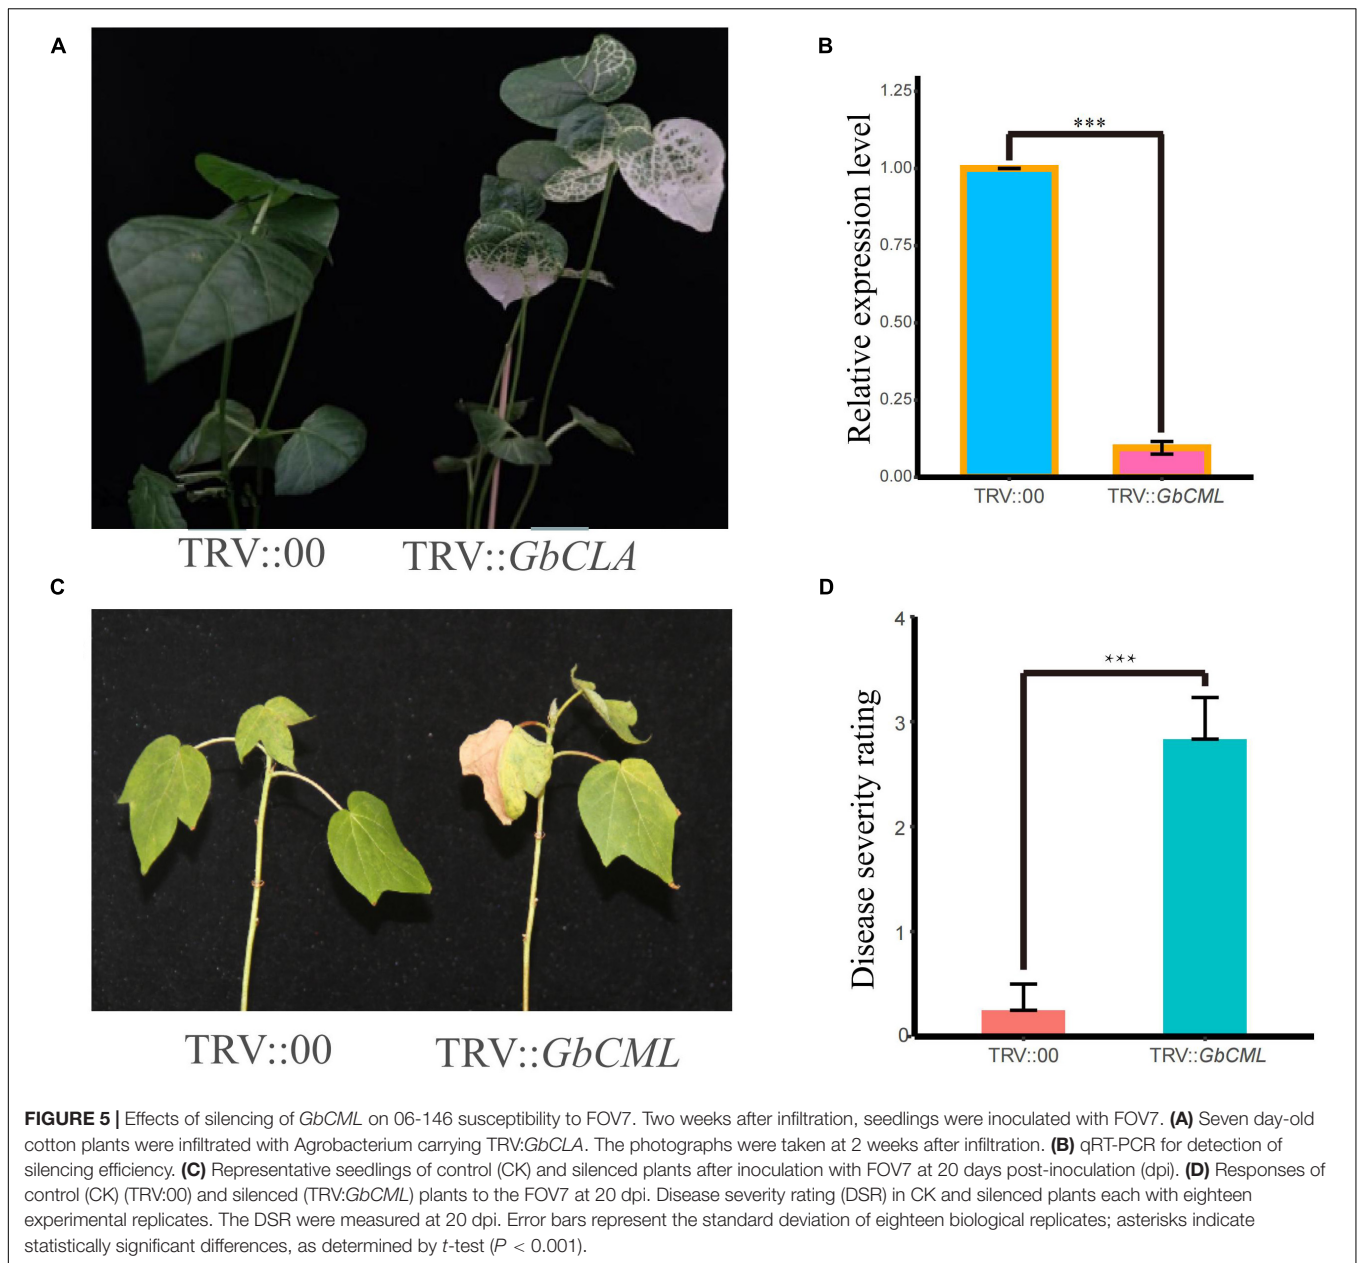 A
TRV::00
TRV::GbCLA
B
Relative expression level
1.25
1.00
0.75
0.50
0.25
0.00
***
TRV::00
TRV::GbCML
C
TRV::00
TRV::GbCML
D
Disease severity rating
4
3
2
1
0
***
TRV::00
TRV::GbCML
FIGURE 5 | Effects of silencing of GbCML on 06-146 susceptibility to FOV7. Two weeks after infiltration, seedlings were inoculated with FOV7. (A) Seven day-old
cotton plants were infiltrated with Agrobacterium carrying TRV:GbCLA. The photographs were taken at 2 weeks after infiltration. (B) qRT-PCR for detection of
silencing efficiency. (C) Representative seedlings of control (CK) and silenced plants after inoculation with FOV7 at 20 days post-inoculation (dpi). (D) Responses of
control (CK) (TRV:00) and silenced (TRV:GbCML) plants to the FOV7 at 20 dpi. Disease severity rating (DSR) in CK and silenced plants each with eighteen
experimental replicates. The DSR were measured at 20 dpi. Error bars represent the standard deviation of eighteen biological replicates; asterisks indicate
statistically significant differences, as determined by t-test (P < 0.001).